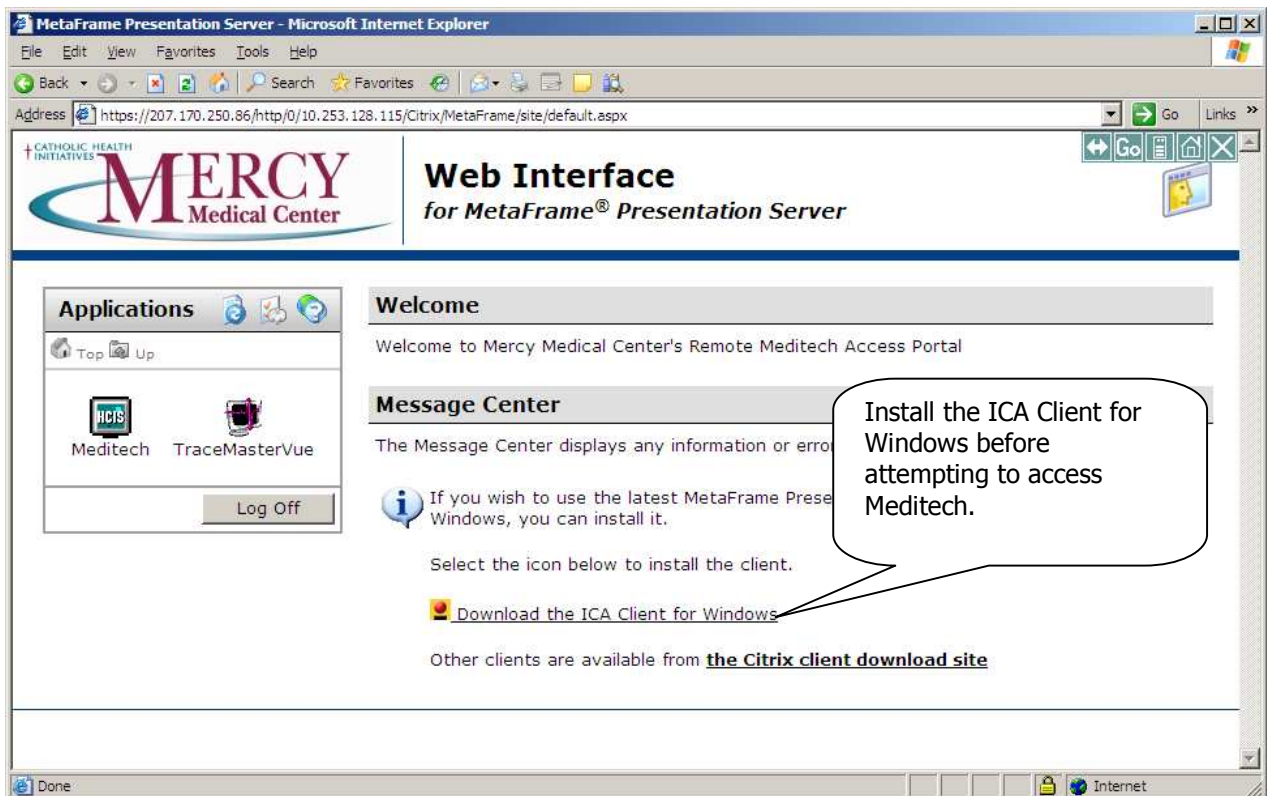 MetaFrame Presentation Server - Microsoft Internet Explorer
File Edit View Favorites Tools Help
Back Search Favorites
Address https://207.170.250.86/http/0/10.253.128.115/Citrix/MetaFrame/site/default.aspx Go Links »
CATHOLIC HEALTH
INITIATIVES
MERCY
Medical Center
Web Interface
for MetaFrame® Presentation Server
Go
Applications
Top Up
HCIS
Meditech TraceMasterVue
Log Off
Welcome
Welcome to Mercy Medical Center's Remote Meditech Access Portal
Message Center
The Message Center displays any information or erro
If you wish to use the latest MetaFrame Prese
Windows, you can install it.
Select the icon below to install the client.
Download the ICA Client for Windows
Other clients are available from the Citrix client download site
Install the ICA Client for
Windows before
attempting to access
Meditech.
Done Internet